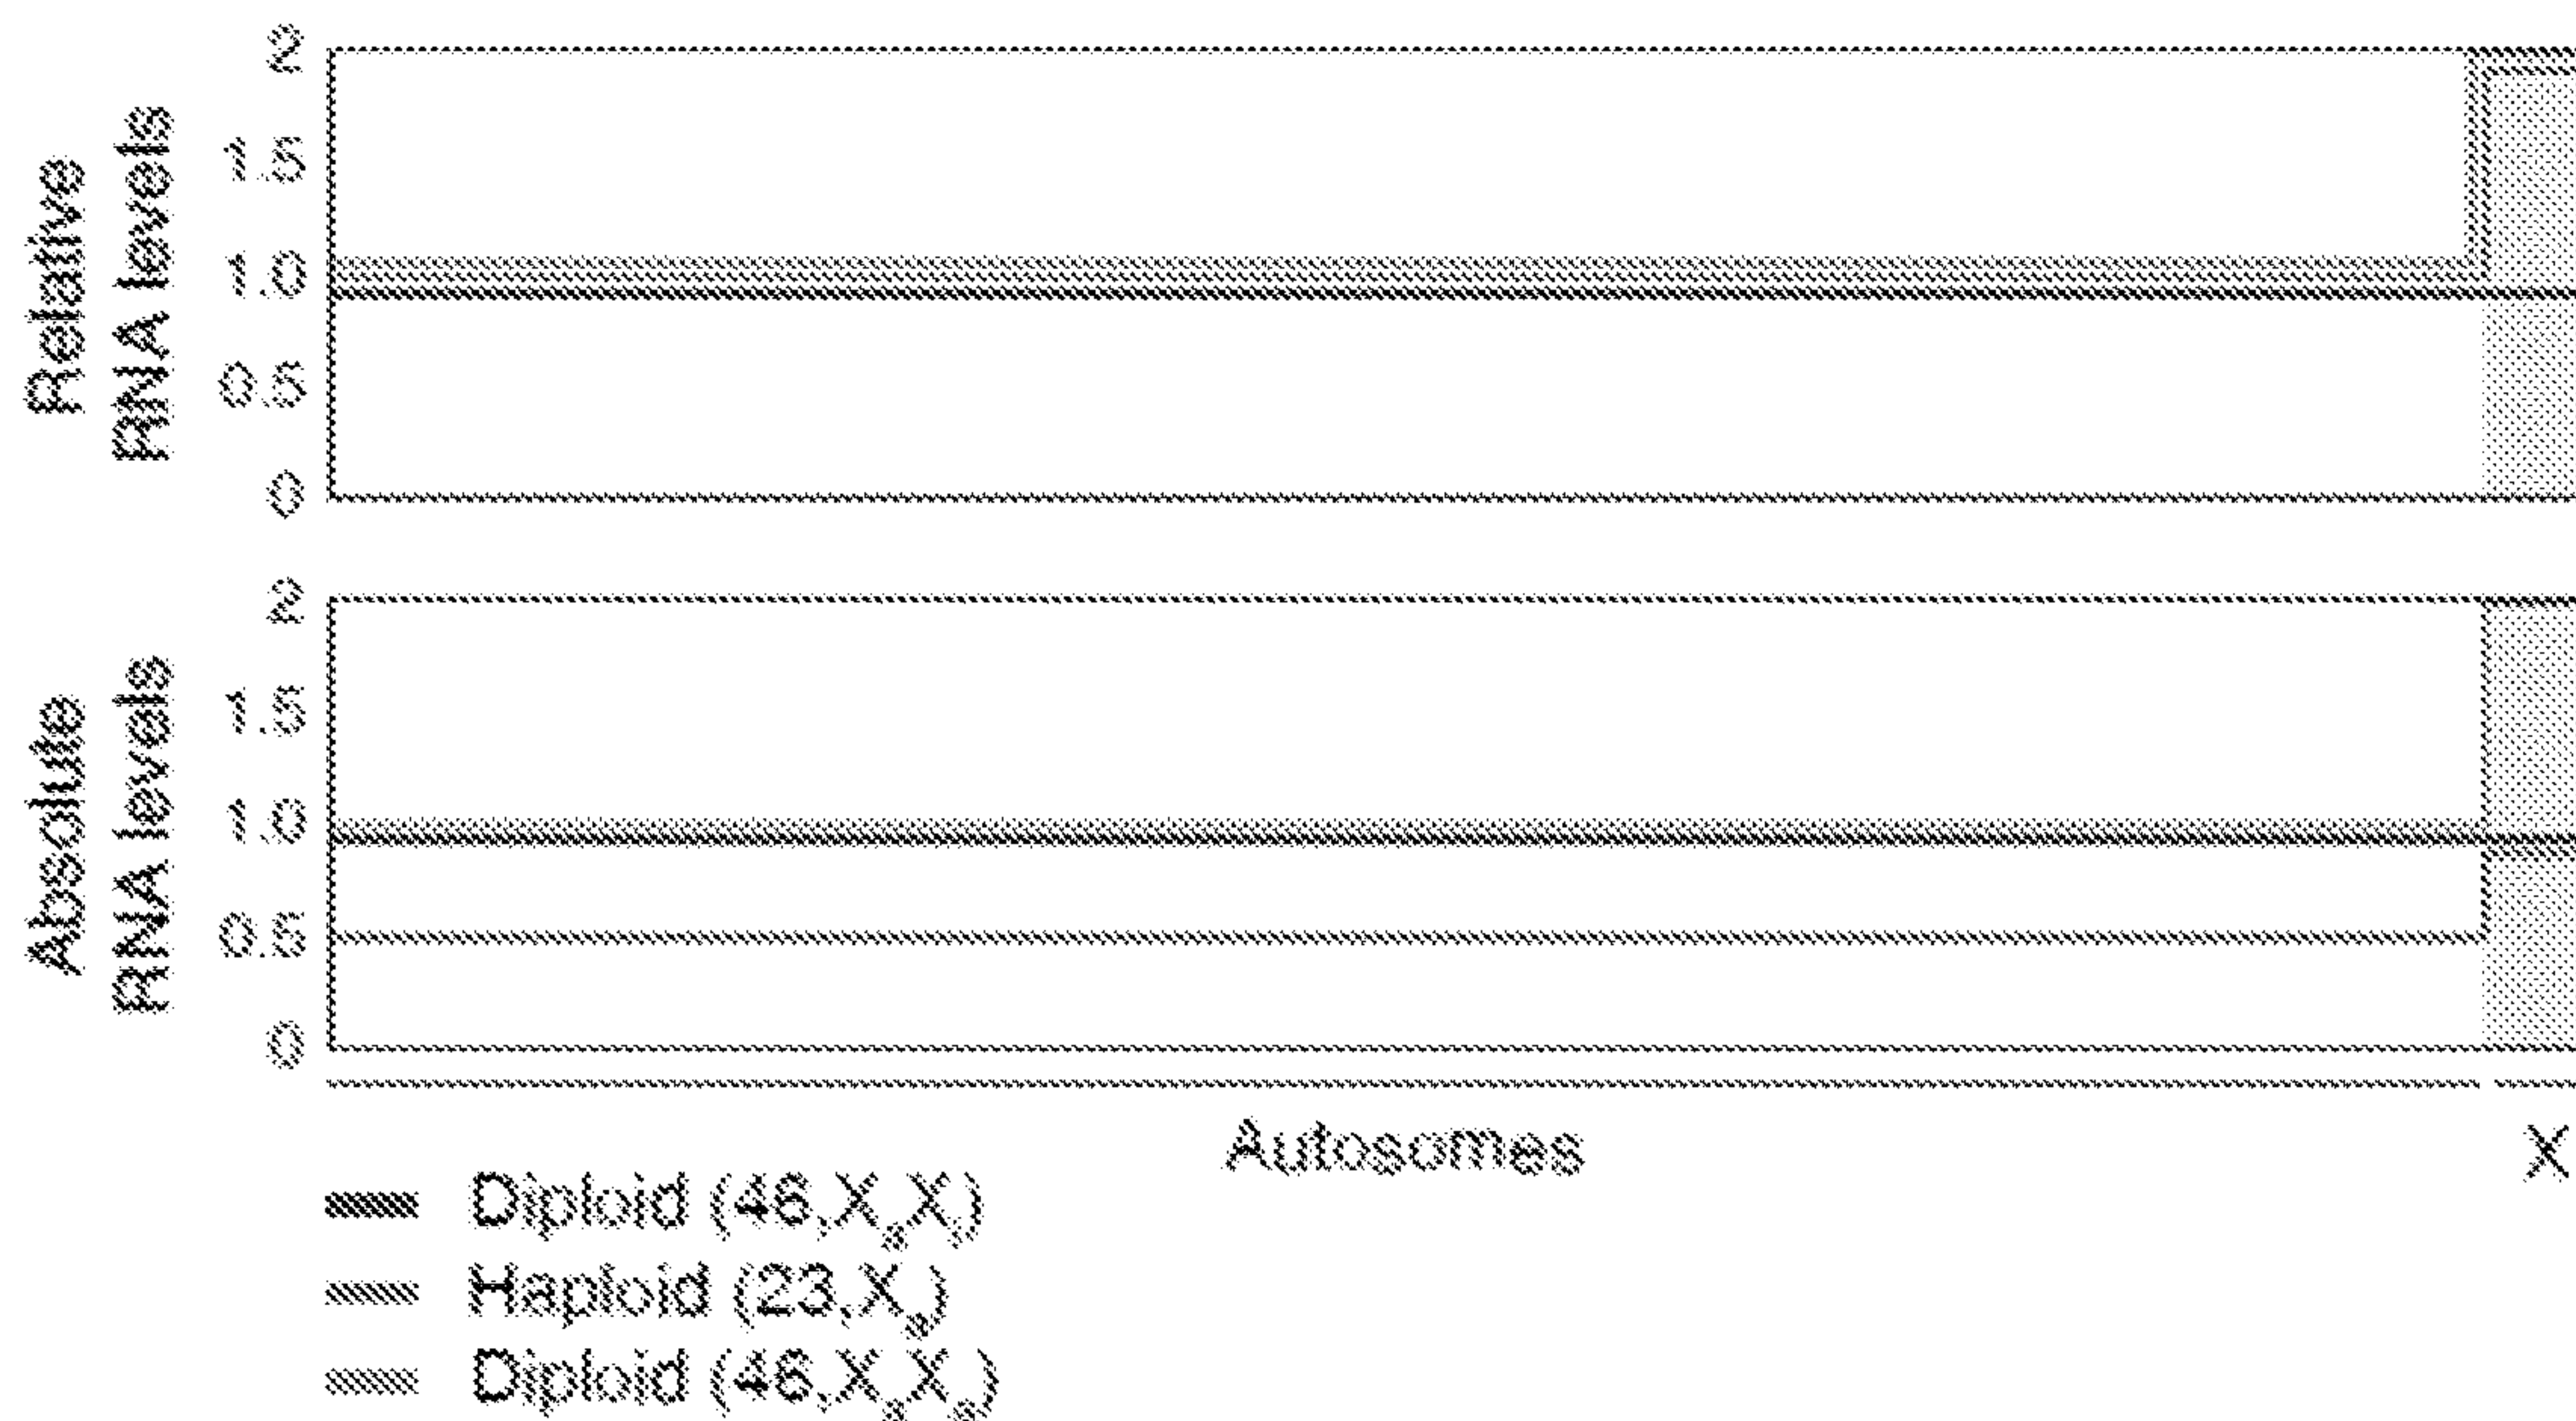 Relative
RNA levels
2
1.5
1.0
0.5
0
Absolute
RNA levels
2
1.5
1.0
0.5
0
Autosomes
X
Diploid (46,XaXi)
Haploid (23,Xa)
Diploid (46,XaXa)